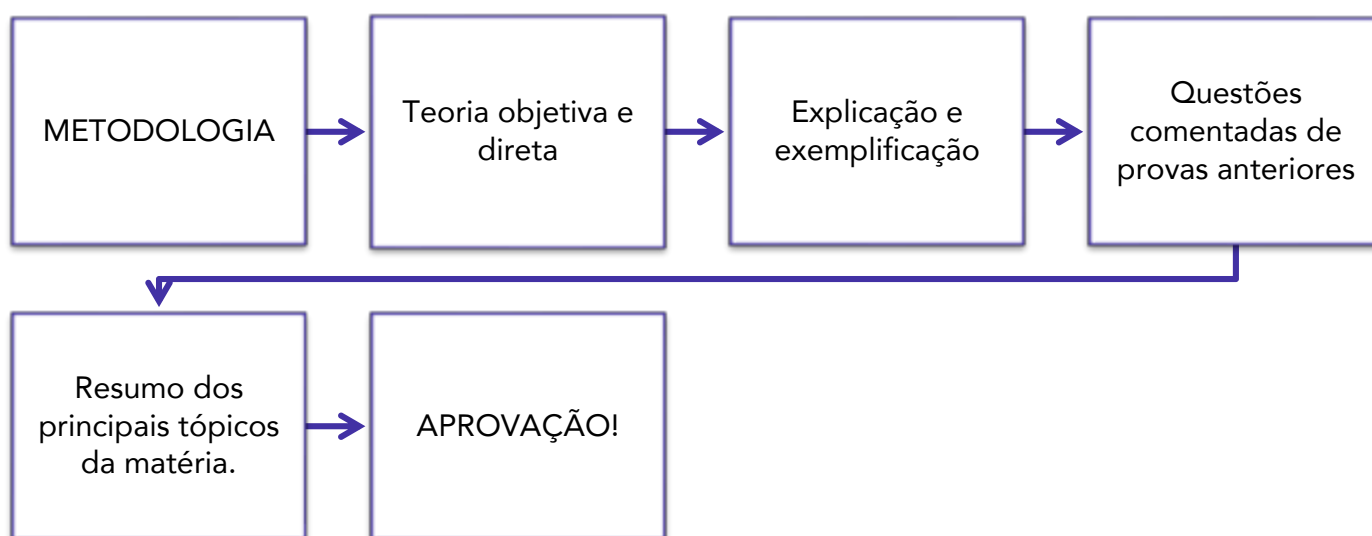 METODOLOGIA
Teoria objetiva e
direta
Explicação e
exemplificação
Questões
comentadas de
provas anteriores
Resumo dos
principais tópicos
da matéria.
APROVAÇÃO!